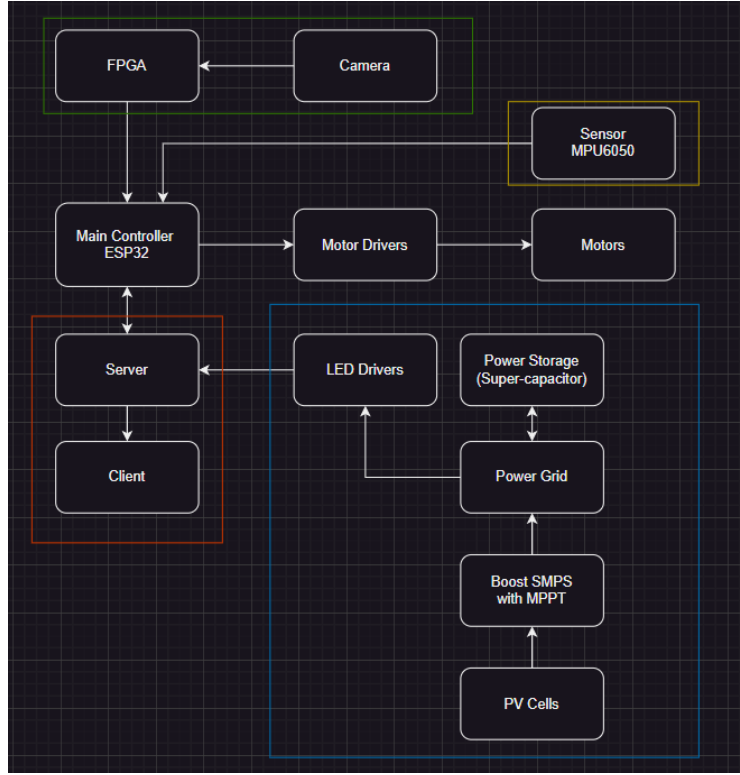 FPGA
Camera
Sensor
MPU6050
Main Controller
ESP32
Motor Drivers
Motors
Server
LED Drivers
Power Storage
(Super-capacitor)
Client
Power Grid
Boost SMPS
with MPPT
PV Cells